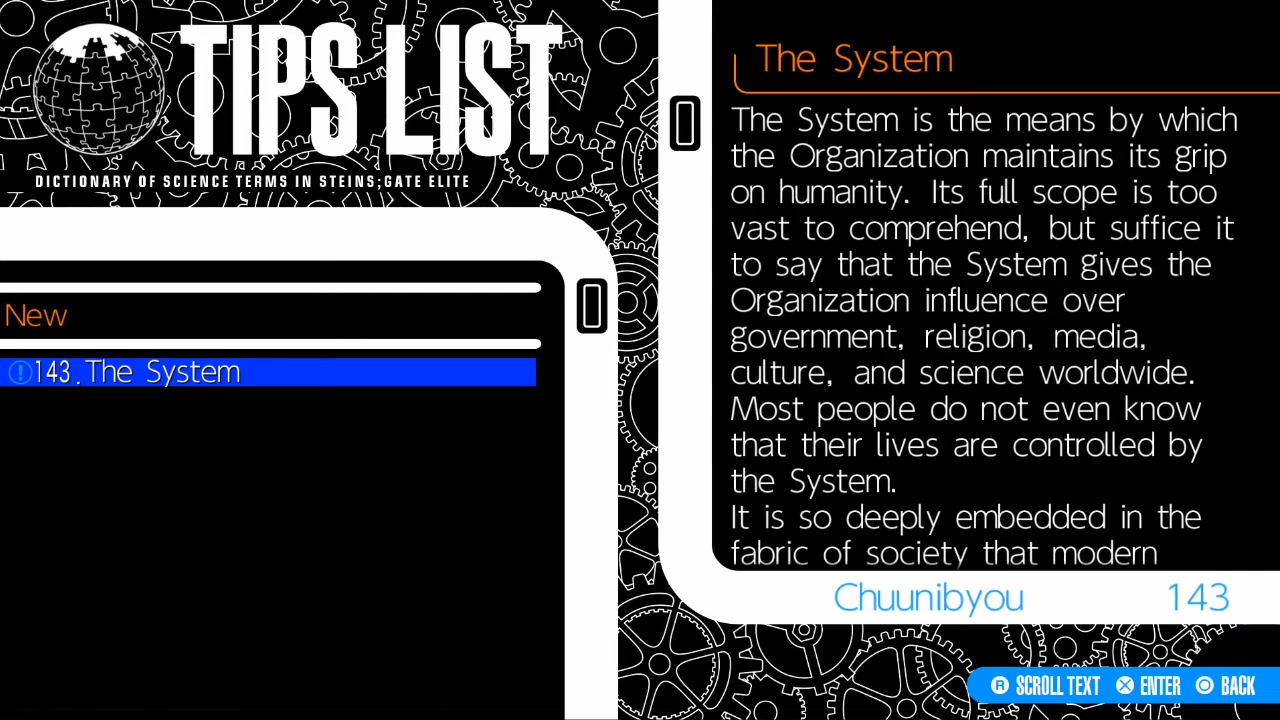 TIPS LIST
DICTIONARY OF SCIENCE TERMS IN STEINS;GATE ELITE
New
143.The System
The System
The System is the means by which
the Organization maintains its grip
on humanity. Its full scope is too
vast to comprehend, but suffice it
to say that the System gives the
Organization influence over
government, religion, media,
culture, and science worldwide.
Most people do not even know
that their lives are controlled by
the System.
It is so deeply embedded in the
fabric of society that modern
Chuunibyou 143
R SCROLL TEXT ENTER BACK